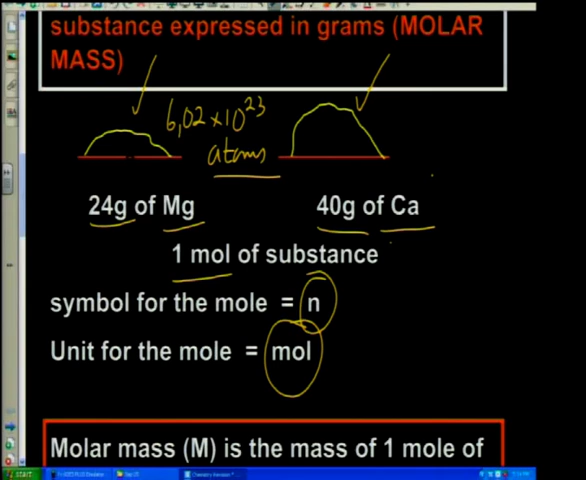 substance expressed in grams (MOLAR
MASS)
6,02×10²³
atoms
24g of Mg
40g of Ca
1 mol of substance
symbol for the mole = n
Unit for the mole = mol
Molar mass (M) is the mass of 1 mole of
START